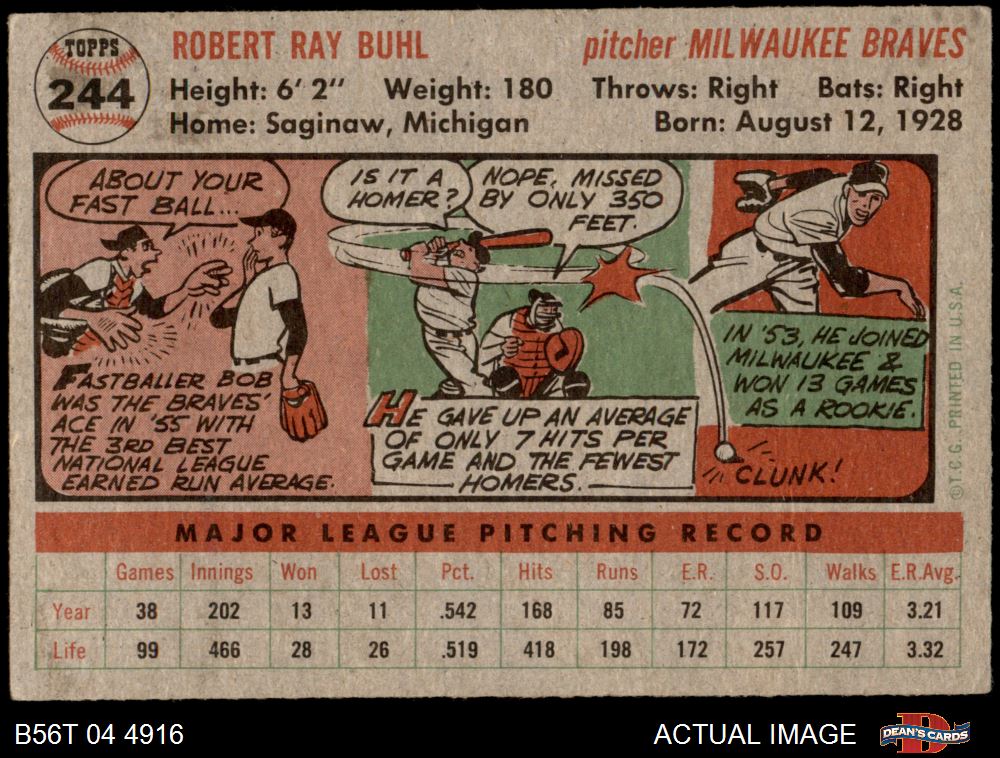 TOPPS
244
ROBERT RAY BUHL
pitcher MILWAUKEE BRAVES
Height: 6' 2" Weight: 180 Throws: Right Bats: Right
Home: Saginaw, Michigan Born: August 12, 1928
ABOUT YOUR
FAST BALL...
FASTBALLER BOB
WAS THE BRAVES'
ACE IN '55 WITH
THE 3RD BEST
NATIONAL LEAGUE
EARNED RUN AVERAGE.
IS IT A
HOMER?
NOPE, MISSED
BY ONLY 350
FEET.
HE GAVE UP AN AVERAGE
OF ONLY 7 HITS PER
GAME AND THE FEWEST
HOMERS.
IN '53, HE JOINED
MILWAUKEE &
WON 13 GAMES
AS A ROOKIE.
CLUNK!
© T.C.G. PRINTED IN U.S.A.
MAJOR LEAGUE PITCHING RECORD
Games Innings Won Lost Pct. Hits Runs E.R. S.O. Walks E.R.Avg.
Year 38 202 13 11 .542 168 85 72 117 109 3.21
Life 99 466 28 26 .519 418 198 172 257 247 3.32
B56T 04 4916
ACTUAL IMAGE
DEAN'S CARDS